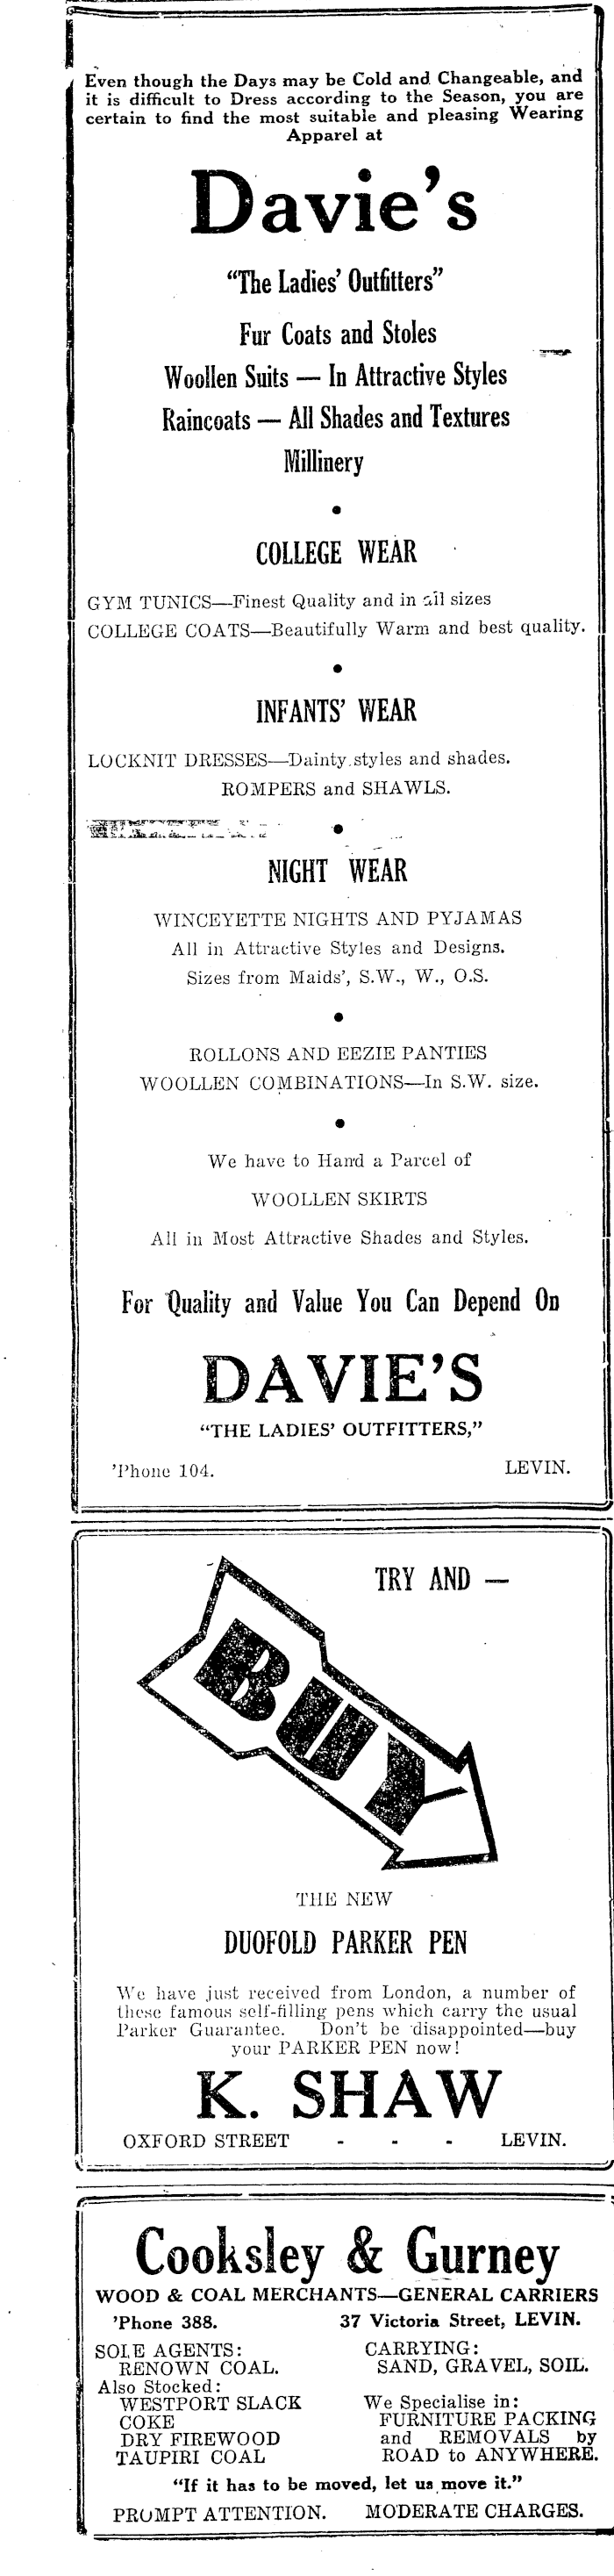 Even though the Days may be Cold and Changeable, and
it is difficult to Dress according to the Season, you are
certain to find the most suitable and pleasing Wearing
Apparel at
Davie's
"The Ladies' Outfitters"
Fur Coats and Stoles
Woollen Suits — In Attractive Styles
Raincoats — All Shades and Textures
Millinery
•
COLLEGE WEAR
GYM TUNICS—Finest Quality and in all sizes
COLLEGE COATS—Beautifully Warm and best quality.
•
INFANTS' WEAR
LOCKNIT DRESSES—Dainty styles and shades.
ROMPERS and SHAWLS.
•
NIGHT WEAR
WINCEYETTE NIGHTS AND PYJAMAS
All in Attractive Styles and Designs.
Sizes from Maids', S.W., W., O.S.
•
ROLLONS AND EEZIE PANTIES
WOOLLEN COMBINATIONS—In S.W. size.
•
We have to Hand a Parcel of
WOOLLEN SKIRTS
All in Most Attractive Shades and Styles.
For Quality and Value You Can Depend On
DAVIE'S
"THE LADIES' OUTFITTERS,"
'Phone 104. LEVIN.
TRY AND —
BUY
THE NEW
DUOFOLD PARKER PEN
We have just received from London, a number of
these famous self-filling pens which carry the usual
Parker Guarantee. Don't be disappointed—buy
your PARKER PEN now!
K. SHAW
OXFORD STREET - - - LEVIN.
Cooksley & Gurney
WOOD & COAL MERCHANTS—GENERAL CARRIERS
'Phone 388. 37 Victoria Street, LEVIN.
SOLE AGENTS:
RENOWN COAL.
Also Stocked:
WESTPORT SLACK
COKE
DRY FIREWOOD
TAUPIRI COAL
CARRYING:
SAND, GRAVEL, SOIL.
We Specialise in:
FURNITURE PACKING
and REMOVALS by
ROAD to ANYWHERE.
"If it has to be moved, let us move it."
PROMPT ATTENTION. MODERATE CHARGES.